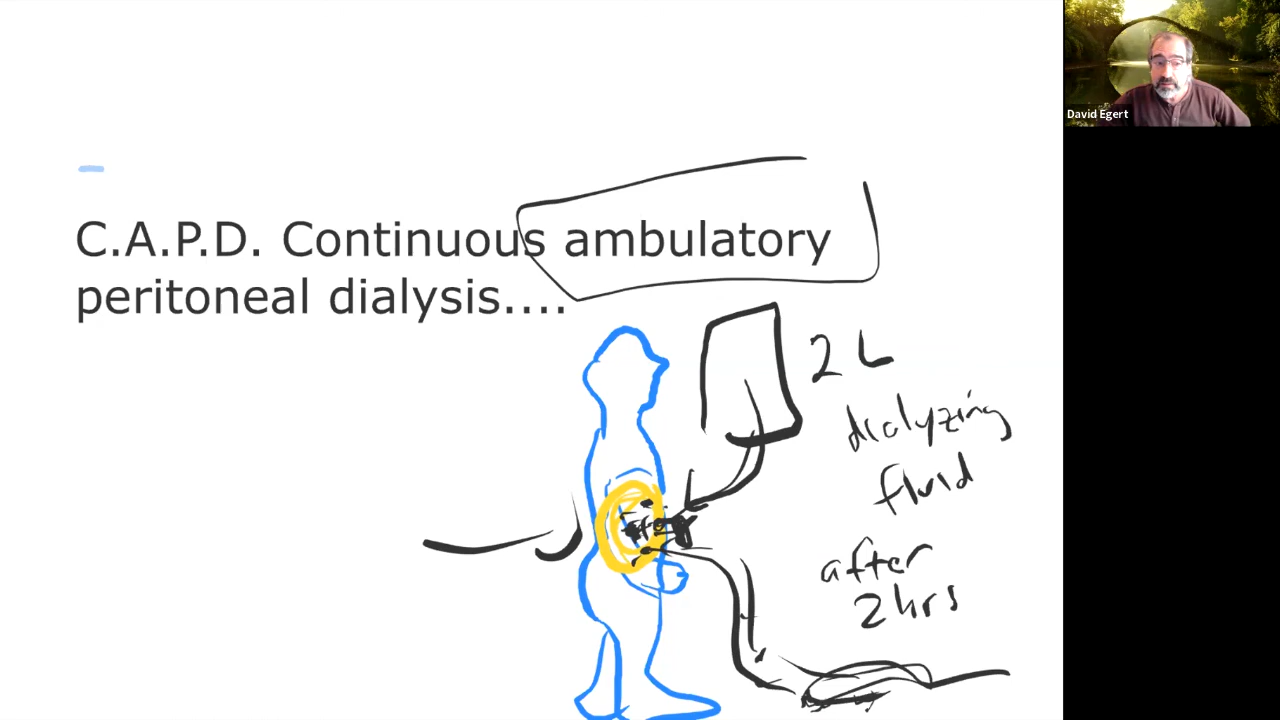 David Egert
C.A.P.D. Continuous ambulatory
peritoneal dialysis....
2 L
dialyzing
fluid
after
2 hrs